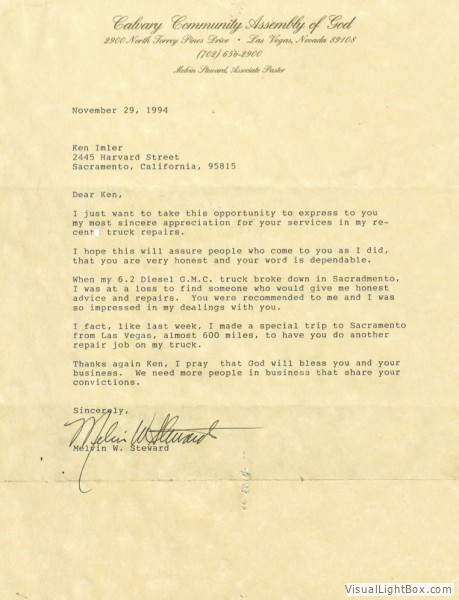 Calvary Community Assembly of God
2900 North Torrey Pines Drive • Las Vegas, Nevada 89108
(702) 656-2900
Melvin Steward, Associate Pastor
November 29, 1994
Ken Imler
2445 Harvard Street
Sacramento, California, 95815
Dear Ken,
I just want to take this opportunity to express to you
my most sincere appreciation for your services in my re-
cent truck repairs.
I hope this will assure people who come to you as I did,
that you are very honest and your word is dependable.
When my 6.2 Diesel G.M.C. truck broke down in Sacradmento,
I was at a loss to find someone who would give me honest
advice and repairs. You were recommended to me and I was
so impressed in my dealings with you.
I fact, like last week, I made a special trip to Sacramento
from Las Vegas, almost 600 miles, to have you do another
repair job on my truck.
Thanks again Ken, I pray that God will bless you and your
business. We need more people in business that share your
convictions.
Sincerely,
Melvin W Steward
Melvin W. Steward
VisualLightBox.com